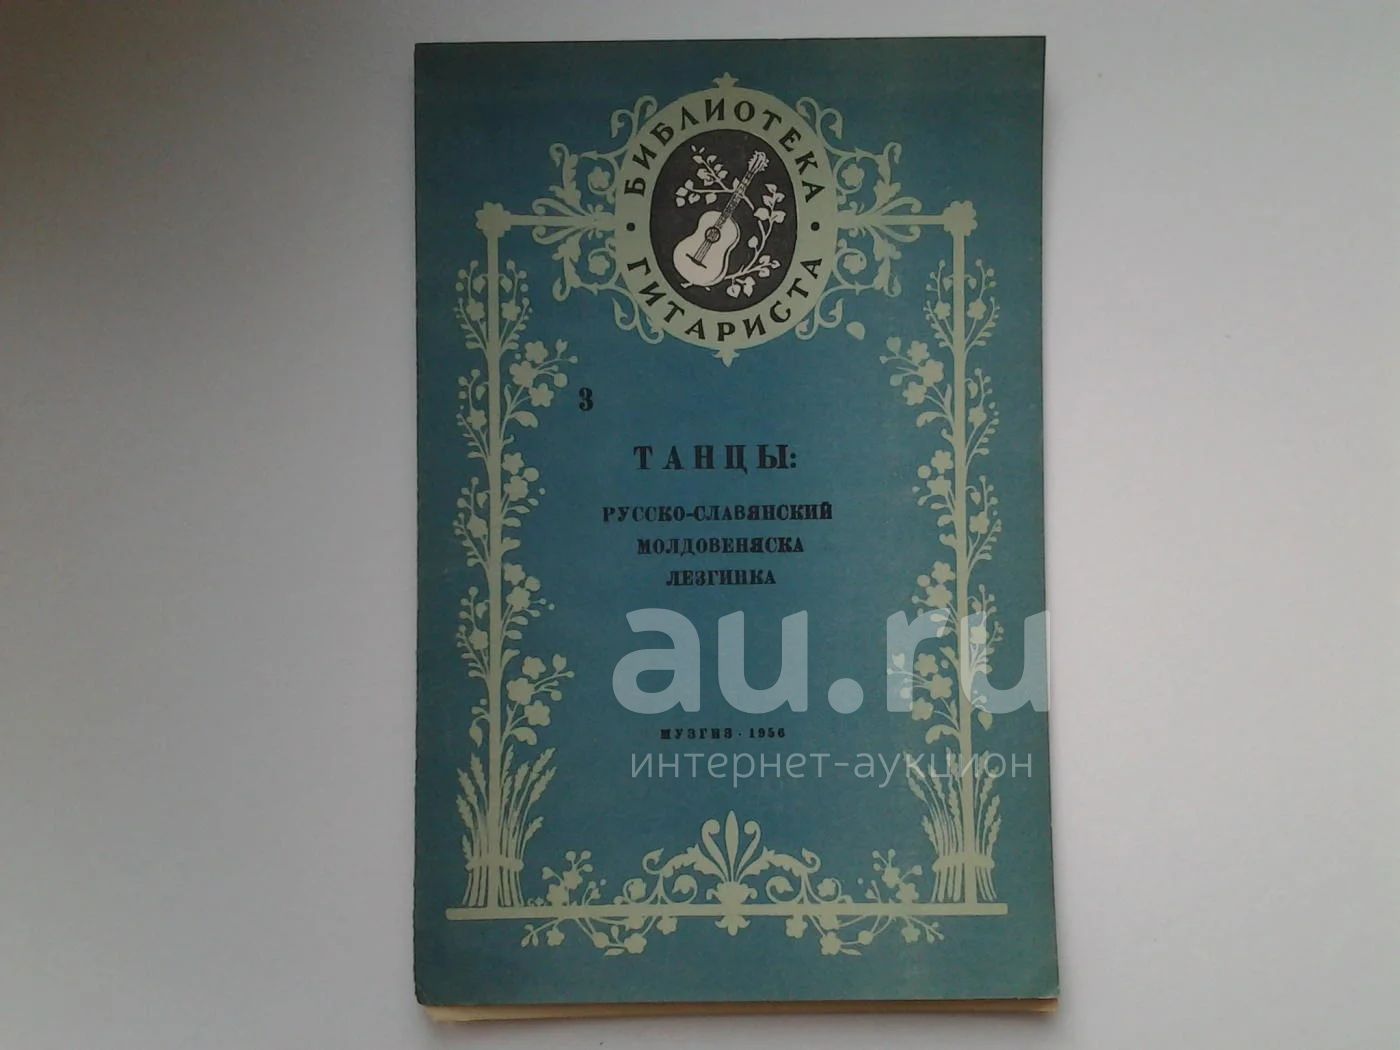 БИБЛИОТЕКА
ГИТАРИСТА
3
ТАНЦЫ:
РУССКО-СЛАВЯНСКИЙ
МОЛДОВЕНЯСКА
ЛЕЗГИНКА
au.ru
МУЗГИЗ · 1956
интернет-аукцион